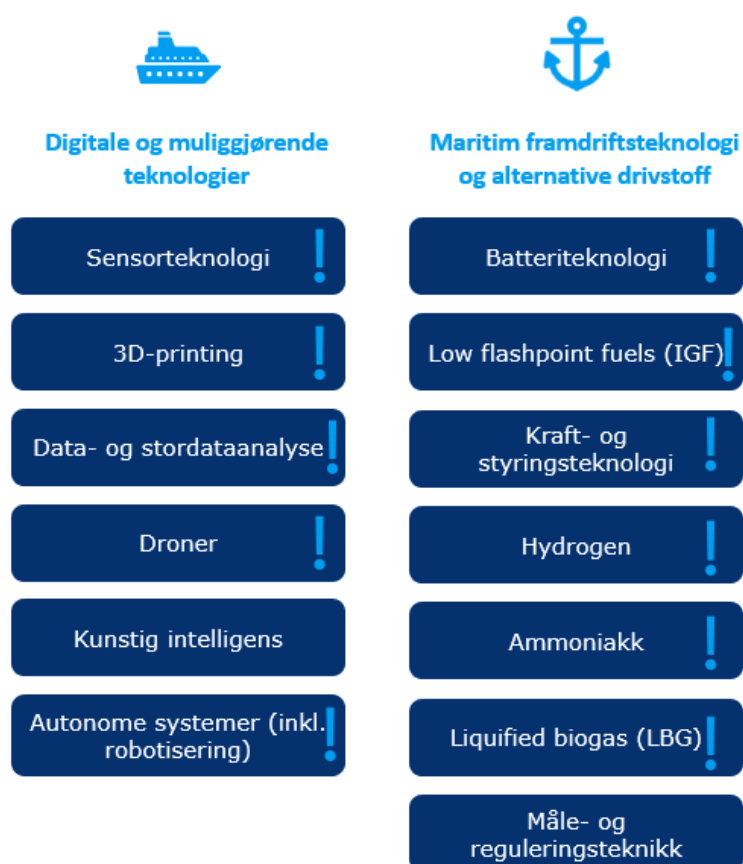 Digitale og muliggjørende
teknologier
Sensorteknologi !
3D-printing !
Data- og stordataanalyse !
Droner !
Kunstig intelligens
Autonome systemer (inkl. !
robotisering)
Maritim framdriftsteknologi
og alternative drivstoff
Batteriteknologi !
Low flashpoint fuels (IGF) !
Kraft- og !
styringsteknologi
Hydrogen !
Ammoniakk !
Liquified biogas (LBG) !
Måle- og
reguleringsteknikk